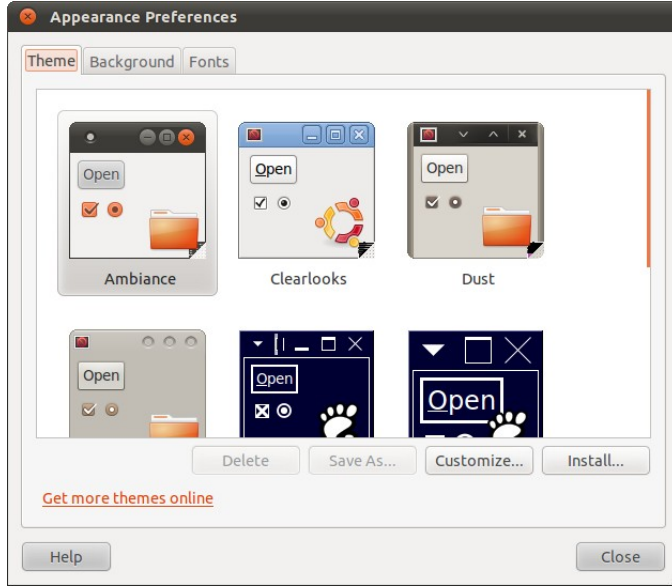 Appearance Preferences
Theme Background Fonts
Open Open Open
Ambiance Clearlooks Dust
Open Open Open
Delete Save As... Customize... Install...
Get more themes online
Help Close